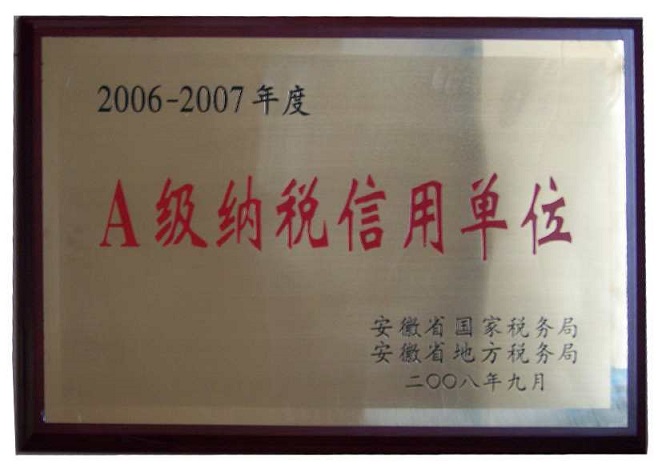 2006-2007年度
A级纳税信用单位
安徽省国家税务局
安徽省地方税务局
二〇〇八年九月